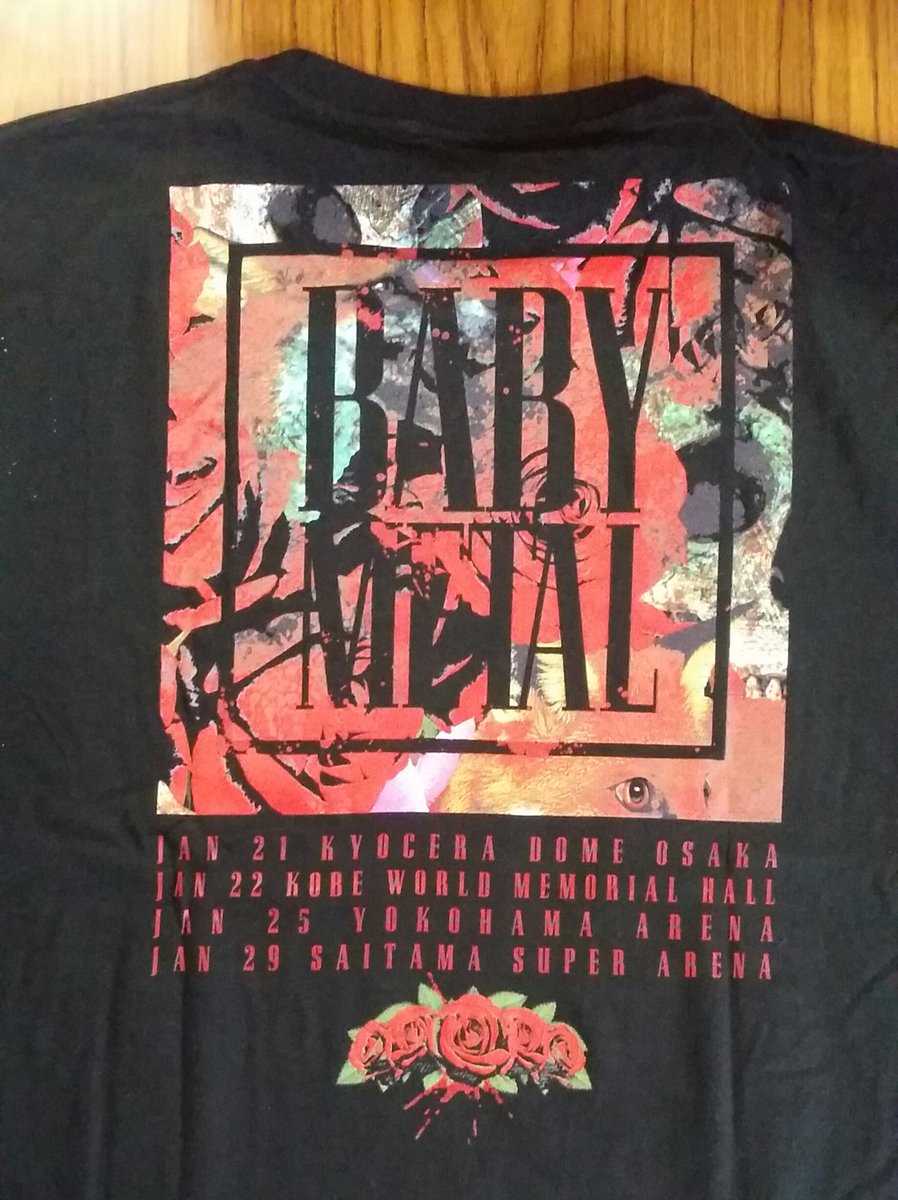 BABY
METAL
JAN 21 KYOCERA DOME OSAKA
JAN 22 KOBE WORLD MEMORIAL HALL
JAN 25 YOKOHAMA ARENA
JAN 29 SAITAMA SUPER ARENA